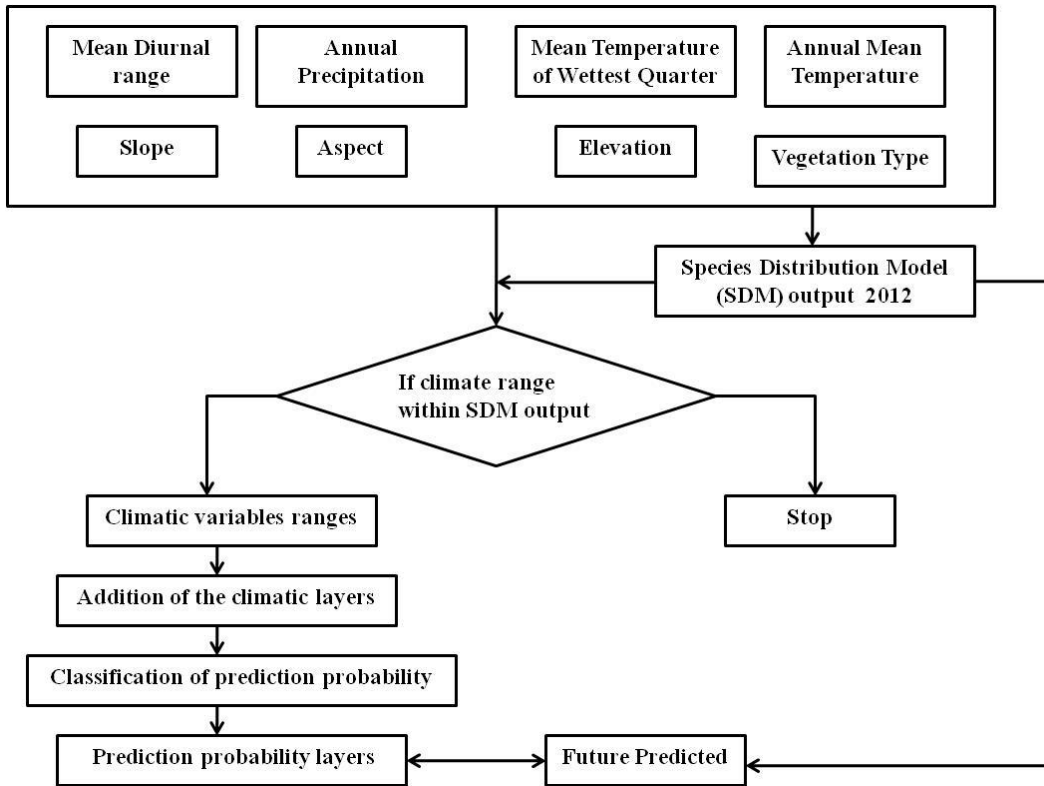 Mean Diurnal
range
Annual
Precipitation
Mean Temperature
of Wettest Quarter
Annual Mean
Temperature
Slope
Aspect
Elevation
Vegetation Type
Species Distribution Model
(SDM) output 2012
If climate range
within SDM output
Climatic variables ranges
Stop
Addition of the climatic layers
Classification of prediction probability
Prediction probability layers
Future Predicted